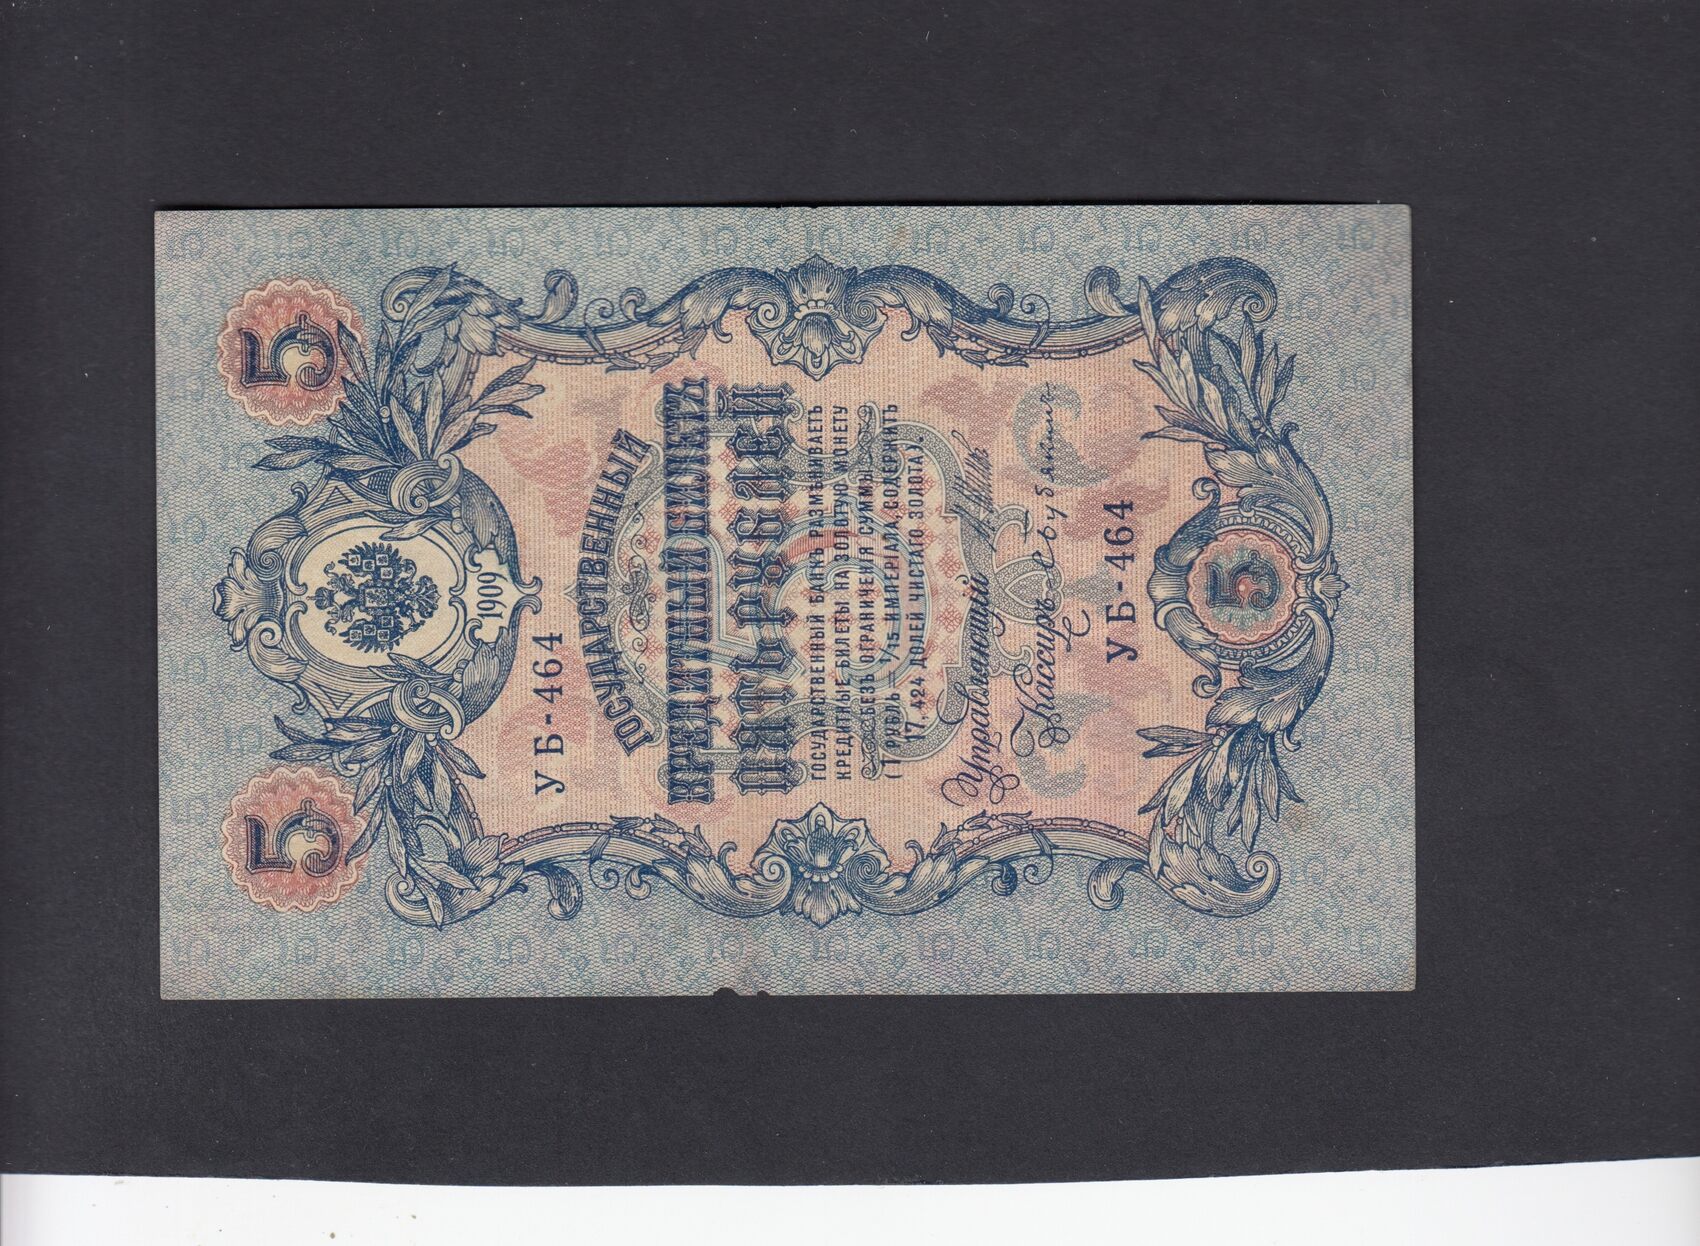 5 5
1909
УБ-464
ГОСУДАРСТВЕННЫЙ
КРЕДИТНЫЙ БИЛЕТЪ
ПЯТЬ РУБЛЕЙ
ГОСУДАРСТВЕННЫЙ БАНКЪ РАЗМѢНИВАЕТЪ
КРЕДИТНЫЕ БИЛЕТЫ НА ЗОЛОТУЮ МОНЕТУ
БЕЗЪ ОГРАНИЧЕНІЯ СУММЫ
(1 РУБЛЬ = 1/15 ИМПЕРІАЛА, СОДЕРЖИТЪ
17,424 ДОЛЕЙ ЧИСТАГО ЗОЛОТА).
Управляющій
Кассиръ
УБ-464
5